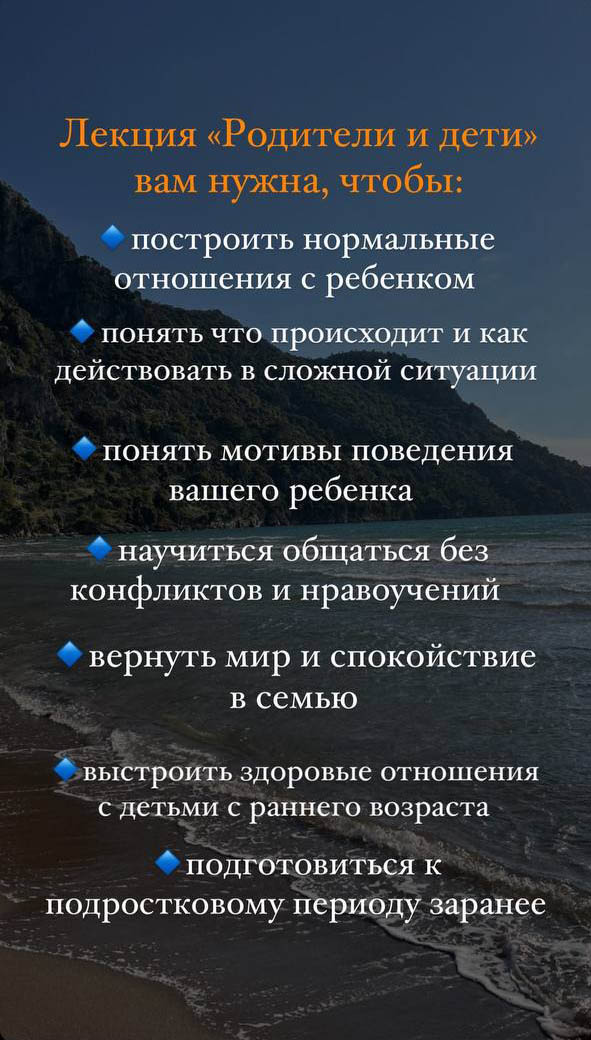 Лекция «Родители и дети»
вам нужна, чтобы:
🔷построить нормальные
отношения с ребенком
🔷понять что происходит и как
действовать в сложной ситуации
🔷понять мотивы поведения
вашего ребенка
🔷научиться общаться без
конфликтов и нравоучений
🔷вернуть мир и спокойствие
в семью
🔷выстроить здоровые отношения
с детьми с раннего возраста
🔷подготовиться к
подростковому периоду заранее